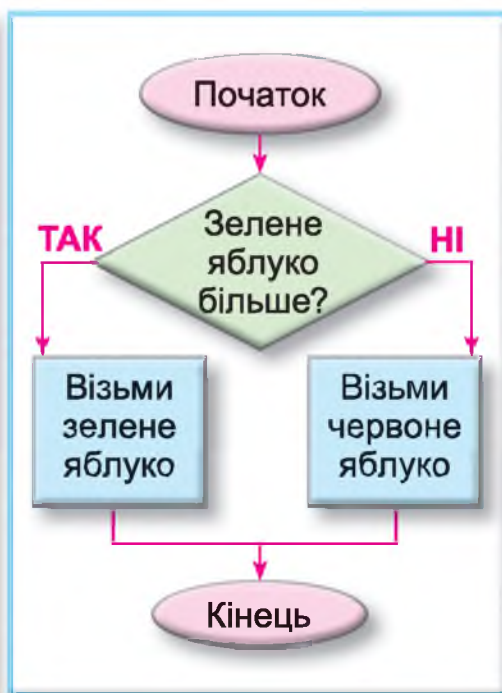 Початок
Зелене
яблуко
більше?
ТАК
НІ
Візьми
зелене
яблуко
Візьми
червоне
яблуко
Кінець